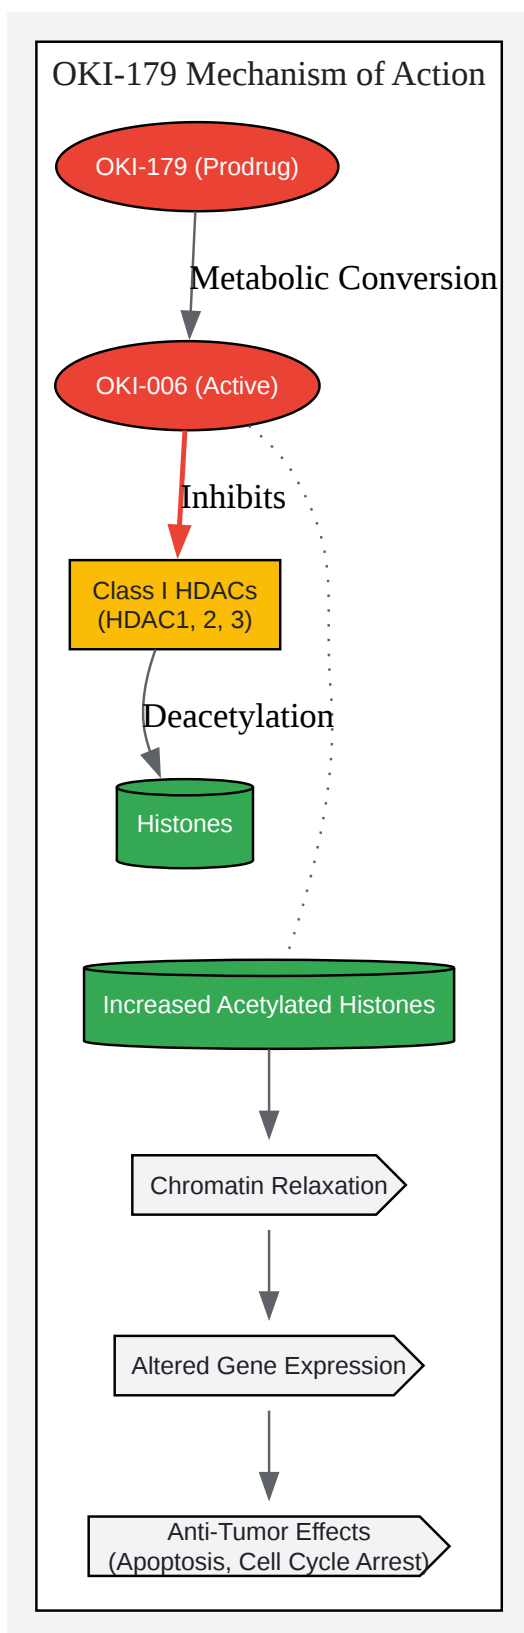 OKI-179 Mechanism of Action
OKI-179 (Prodrug)
Metabolic Conversion
OKI-006 (Active)
Inhibits
Class I HDACs
(HDAC1, 2, 3)
Deacetylation
Histones
Increased Acetylated Histones
Chromatin Relaxation
Altered Gene Expression
Anti-Tumor Effects
(Apoptosis, Cell Cycle Arrest)